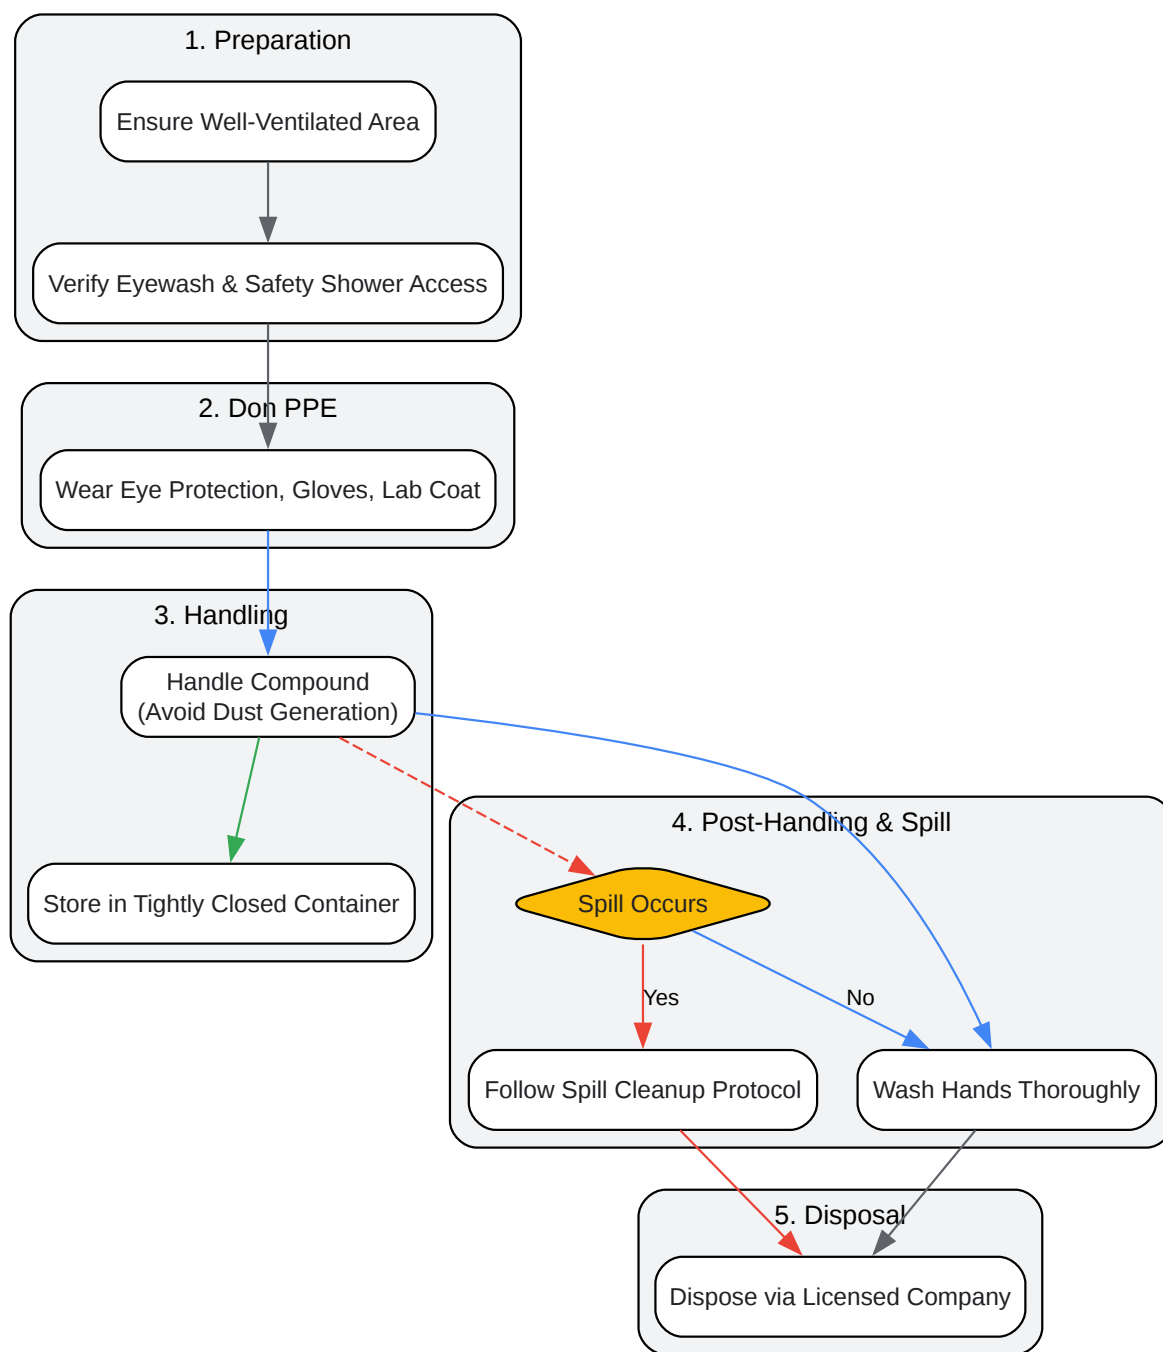 1. Preparation
Ensure Well-Ventilated Area
Verify Eyewash & Safety Shower Access
2. Don PPE
Wear Eye Protection, Gloves, Lab Coat
3. Handling
Handle Compound
(Avoid Dust Generation)
Store in Tightly Closed Container
4. Post-Handling & Spill
Spill Occurs
Yes
No
Follow Spill Cleanup Protocol
Wash Hands Thoroughly
5. Disposal
Dispose via Licensed Company